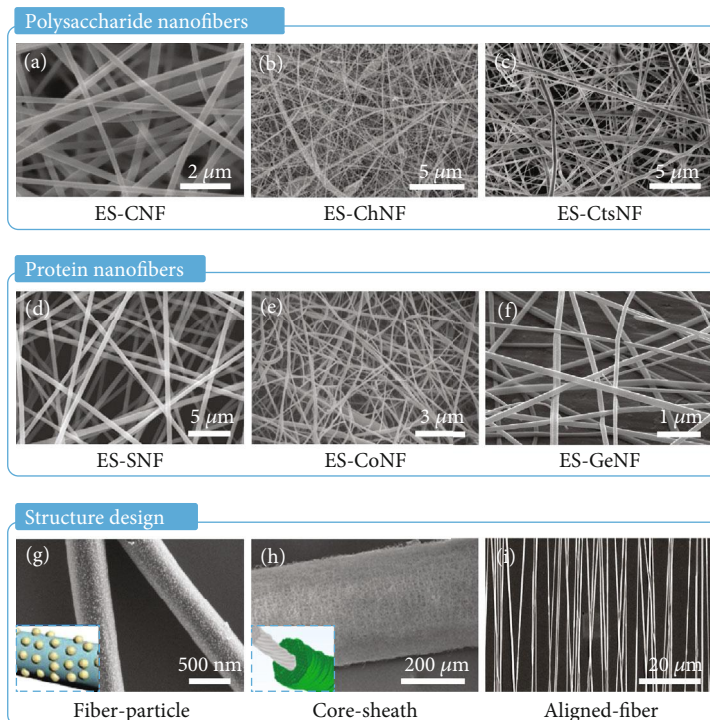 Polysaccharide nanofibers
(a)
(b)
(c)
2 μm
5 μm
5 μm
ES-CNF
ES-ChNF
ES-CtsNF
Protein nanofibers
(d)
(e)
(f)
5 μm
3 μm
1 μm
ES-SNF
ES-CoNF
ES-GeNF
Structure design
(g)
(h)
(i)
500 nm
200 μm
20 μm
Fiber-particle
Core-sheath
Aligned-fiber